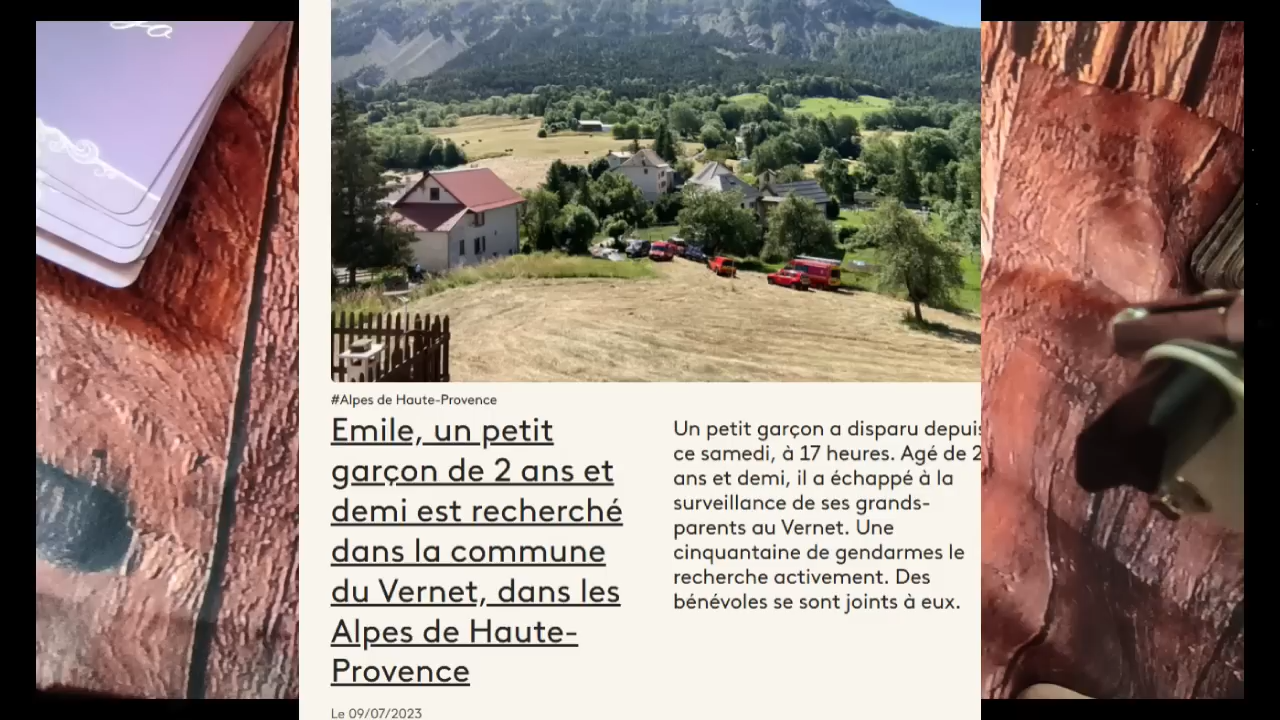 #Alpes de Haute-Provence
Emile, un petit
garçon de 2 ans et
demi est recherché
dans la commune
du Vernet, dans les
Alpes de Haute-
Provence
Le 09/07/2023
Un petit garçon a disparu depuis
ce samedi, à 17 heures. Agé de 2
ans et demi, il a échappé à la
surveillance de ses grands-
parents au Vernet. Une
cinquantaine de gendarmes le
recherche activement. Des
bénévoles se sont joints à eux.